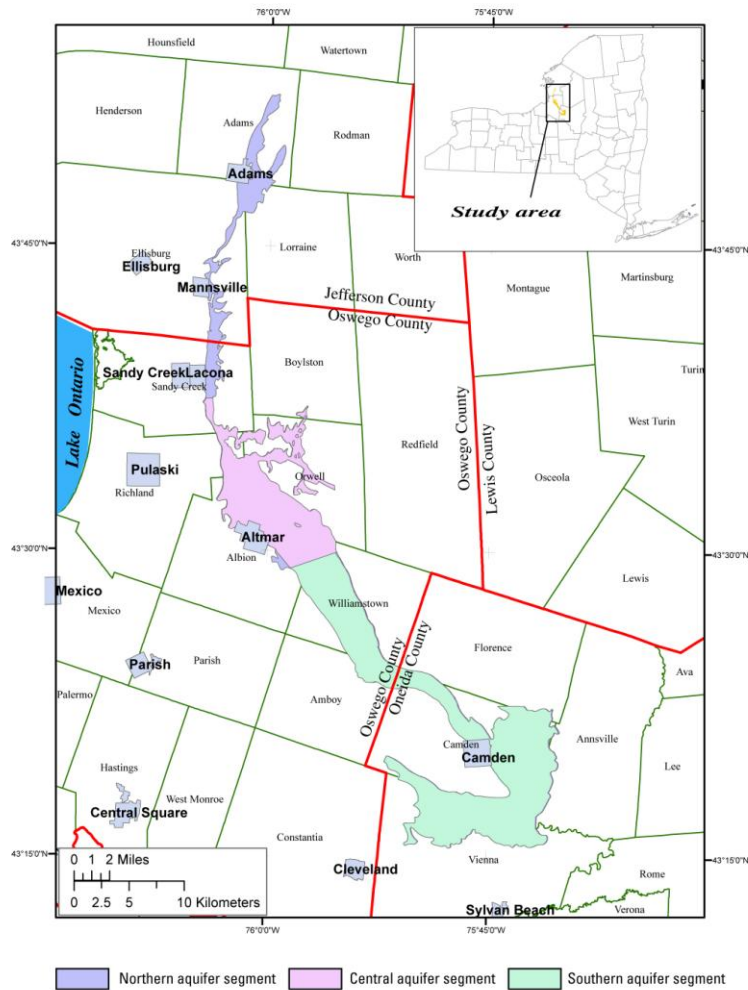 76°0'0"W
75°45'0"W
Hounsfield
Watertown
Henderson
Adams
Rodman
Adams
Study area
43°45'0"N
43°45'0"N
Ellisburg
Ellisburg
Lorraine
Worth
Mannsville
Montague
Martinsburg
Jefferson County
Oswego County
Sandy Creek
Lacona
Sandy Creek
Boylston
Turin
West Turin
Lake Ontario
Redfield
Oswego County
Lewis County
Pulaski
Richland
Orwell
Osceola
Altmar
Albion
43°30'0"N
43°30'0"N
Lewis
Mexico
Mexico
Williamstown
Florence
Parish
Parish
Oswego County
Oneida County
Ava
Palermo
Amboy
Camden
Camden
Annsville
Lee
Hastings
West Monroe
Central Square
Constantia
43°15'0"N
43°15'0"N
Vienna
Cleveland
Rome
Sylvan Beach
Verona
0 1 2 Miles
0 2.5 5 10 Kilometers
76°0'0"W
75°45'0"W
Northern aquifer segment
Central aquifer segment
Southern aquifer segment